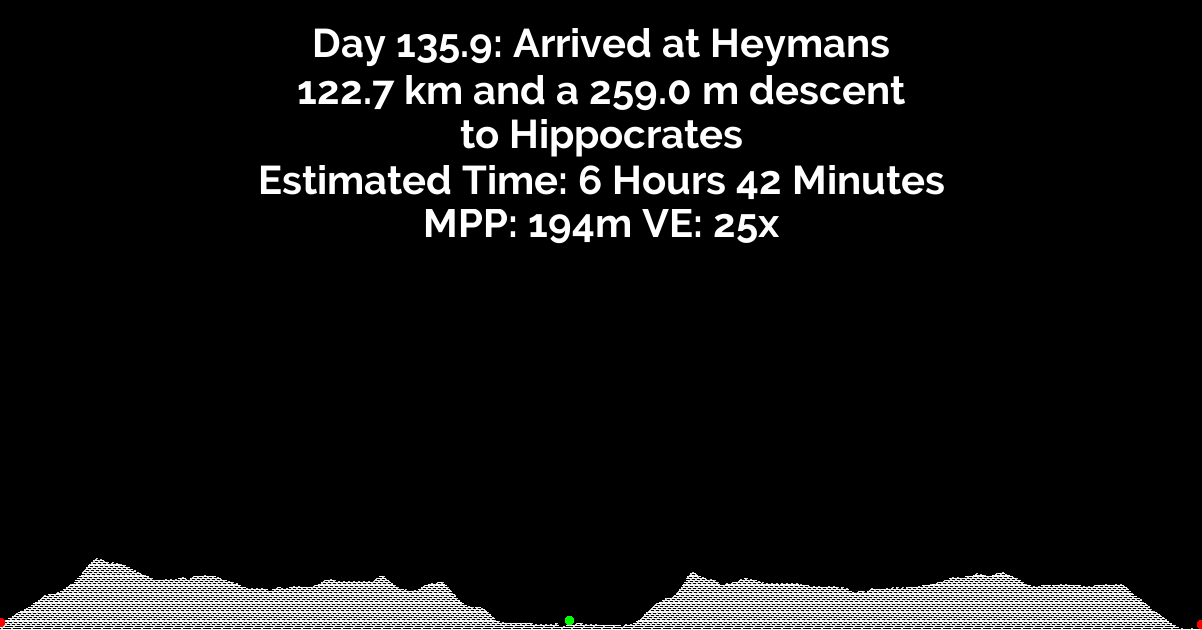 Day 135.9: Arrived at Heymans
122.7 km and a 259.0 m descent
to Hippocrates
Estimated Time: 6 Hours 42 Minutes
MPP: 194m VE: 25x